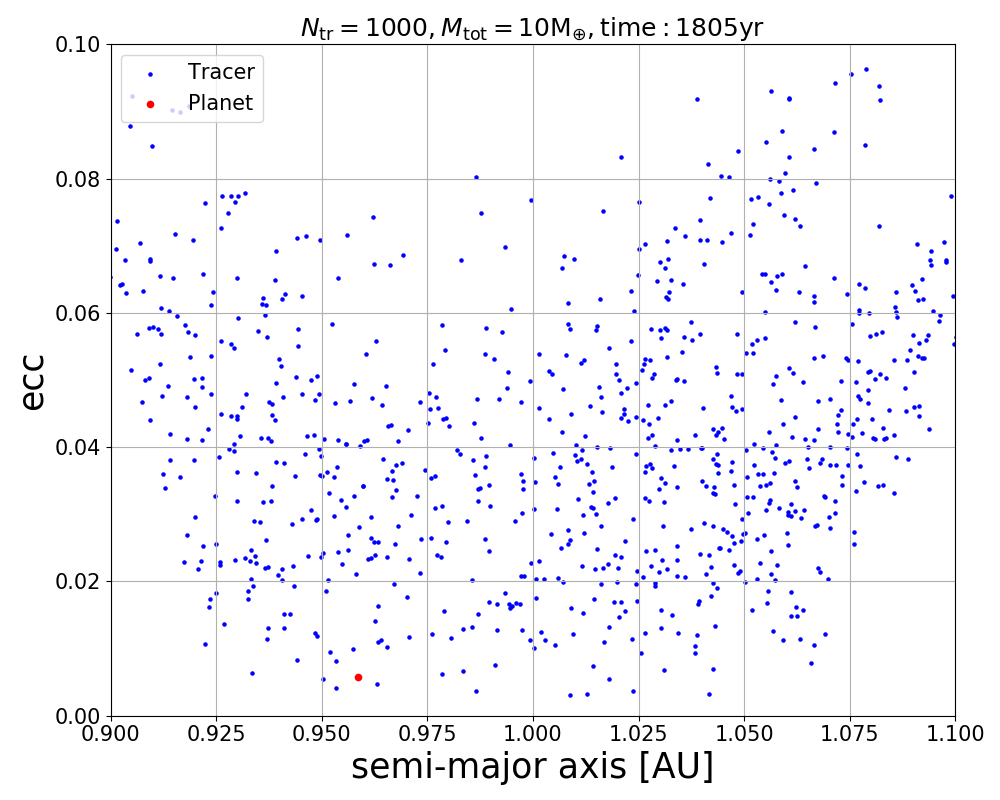 N_tr = 1000, M_tot = 10M_⊕, time : 1805yr
0.10
Tracer
Planet
0.08
0.06
ecc
0.04
0.02
0.00
0.900 0.925 0.950 0.975 1.000 1.025 1.050 1.075 1.100
semi-major axis [AU]